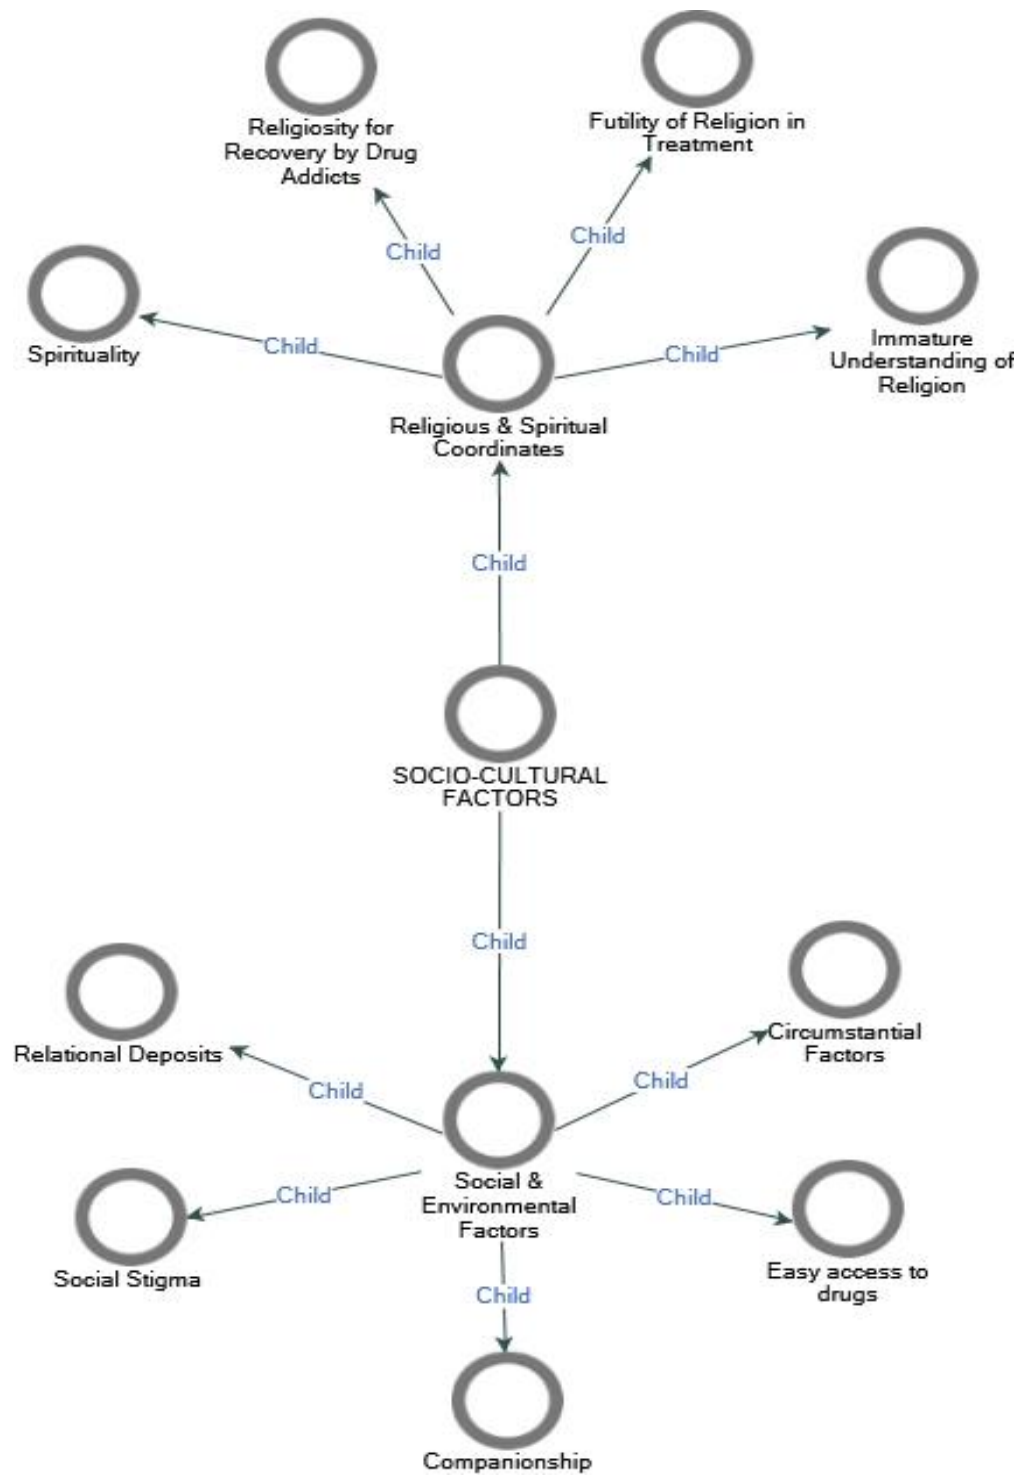 Religiosity for
Recovery by Drug
Addicts
Futility of Religion in
Treatment
Child
Child
Spirituality
Child
Child
Immature
Understanding of
Religion
Religious & Spiritual
Coordinates
Child
SOCIO-CULTURAL
FACTORS
Child
Relational Deposits
Circumstantial
Factors
Child
Child
Social &
Environmental
Factors
Child
Child
Social Stigma
Easy access to
drugs
Child
Companionship